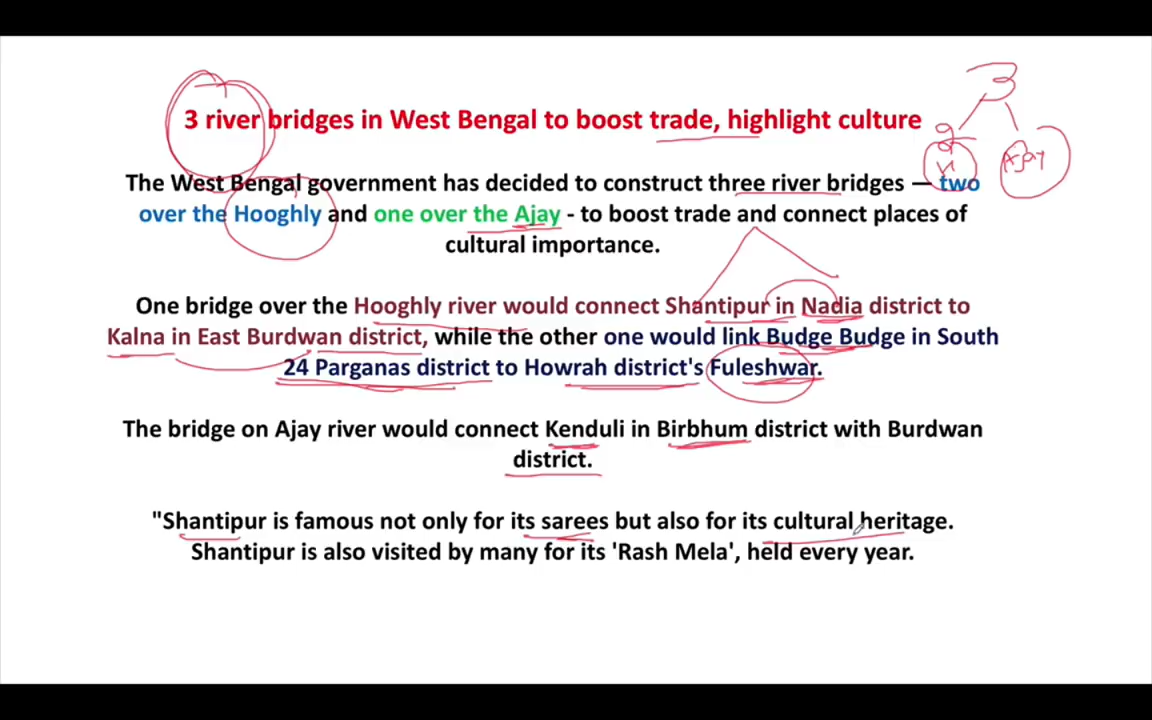 3 river bridges in West Bengal to boost trade, highlight culture
3
Ajay
The West Bengal government has decided to construct three river bridges — two
over the Hooghly and one over the Ajay - to boost trade and connect places of
cultural importance.
One bridge over the Hooghly river would connect Shantipur in Nadia district to
Kalna in East Burdwan district, while the other one would link Budge Budge in South
24 Parganas district to Howrah district's Fuleshwar.
The bridge on Ajay river would connect Kenduli in Birbhum district with Burdwan
district.
"Shantipur is famous not only for its sarees but also for its cultural heritage.
Shantipur is also visited by many for its 'Rash Mela', held every year.